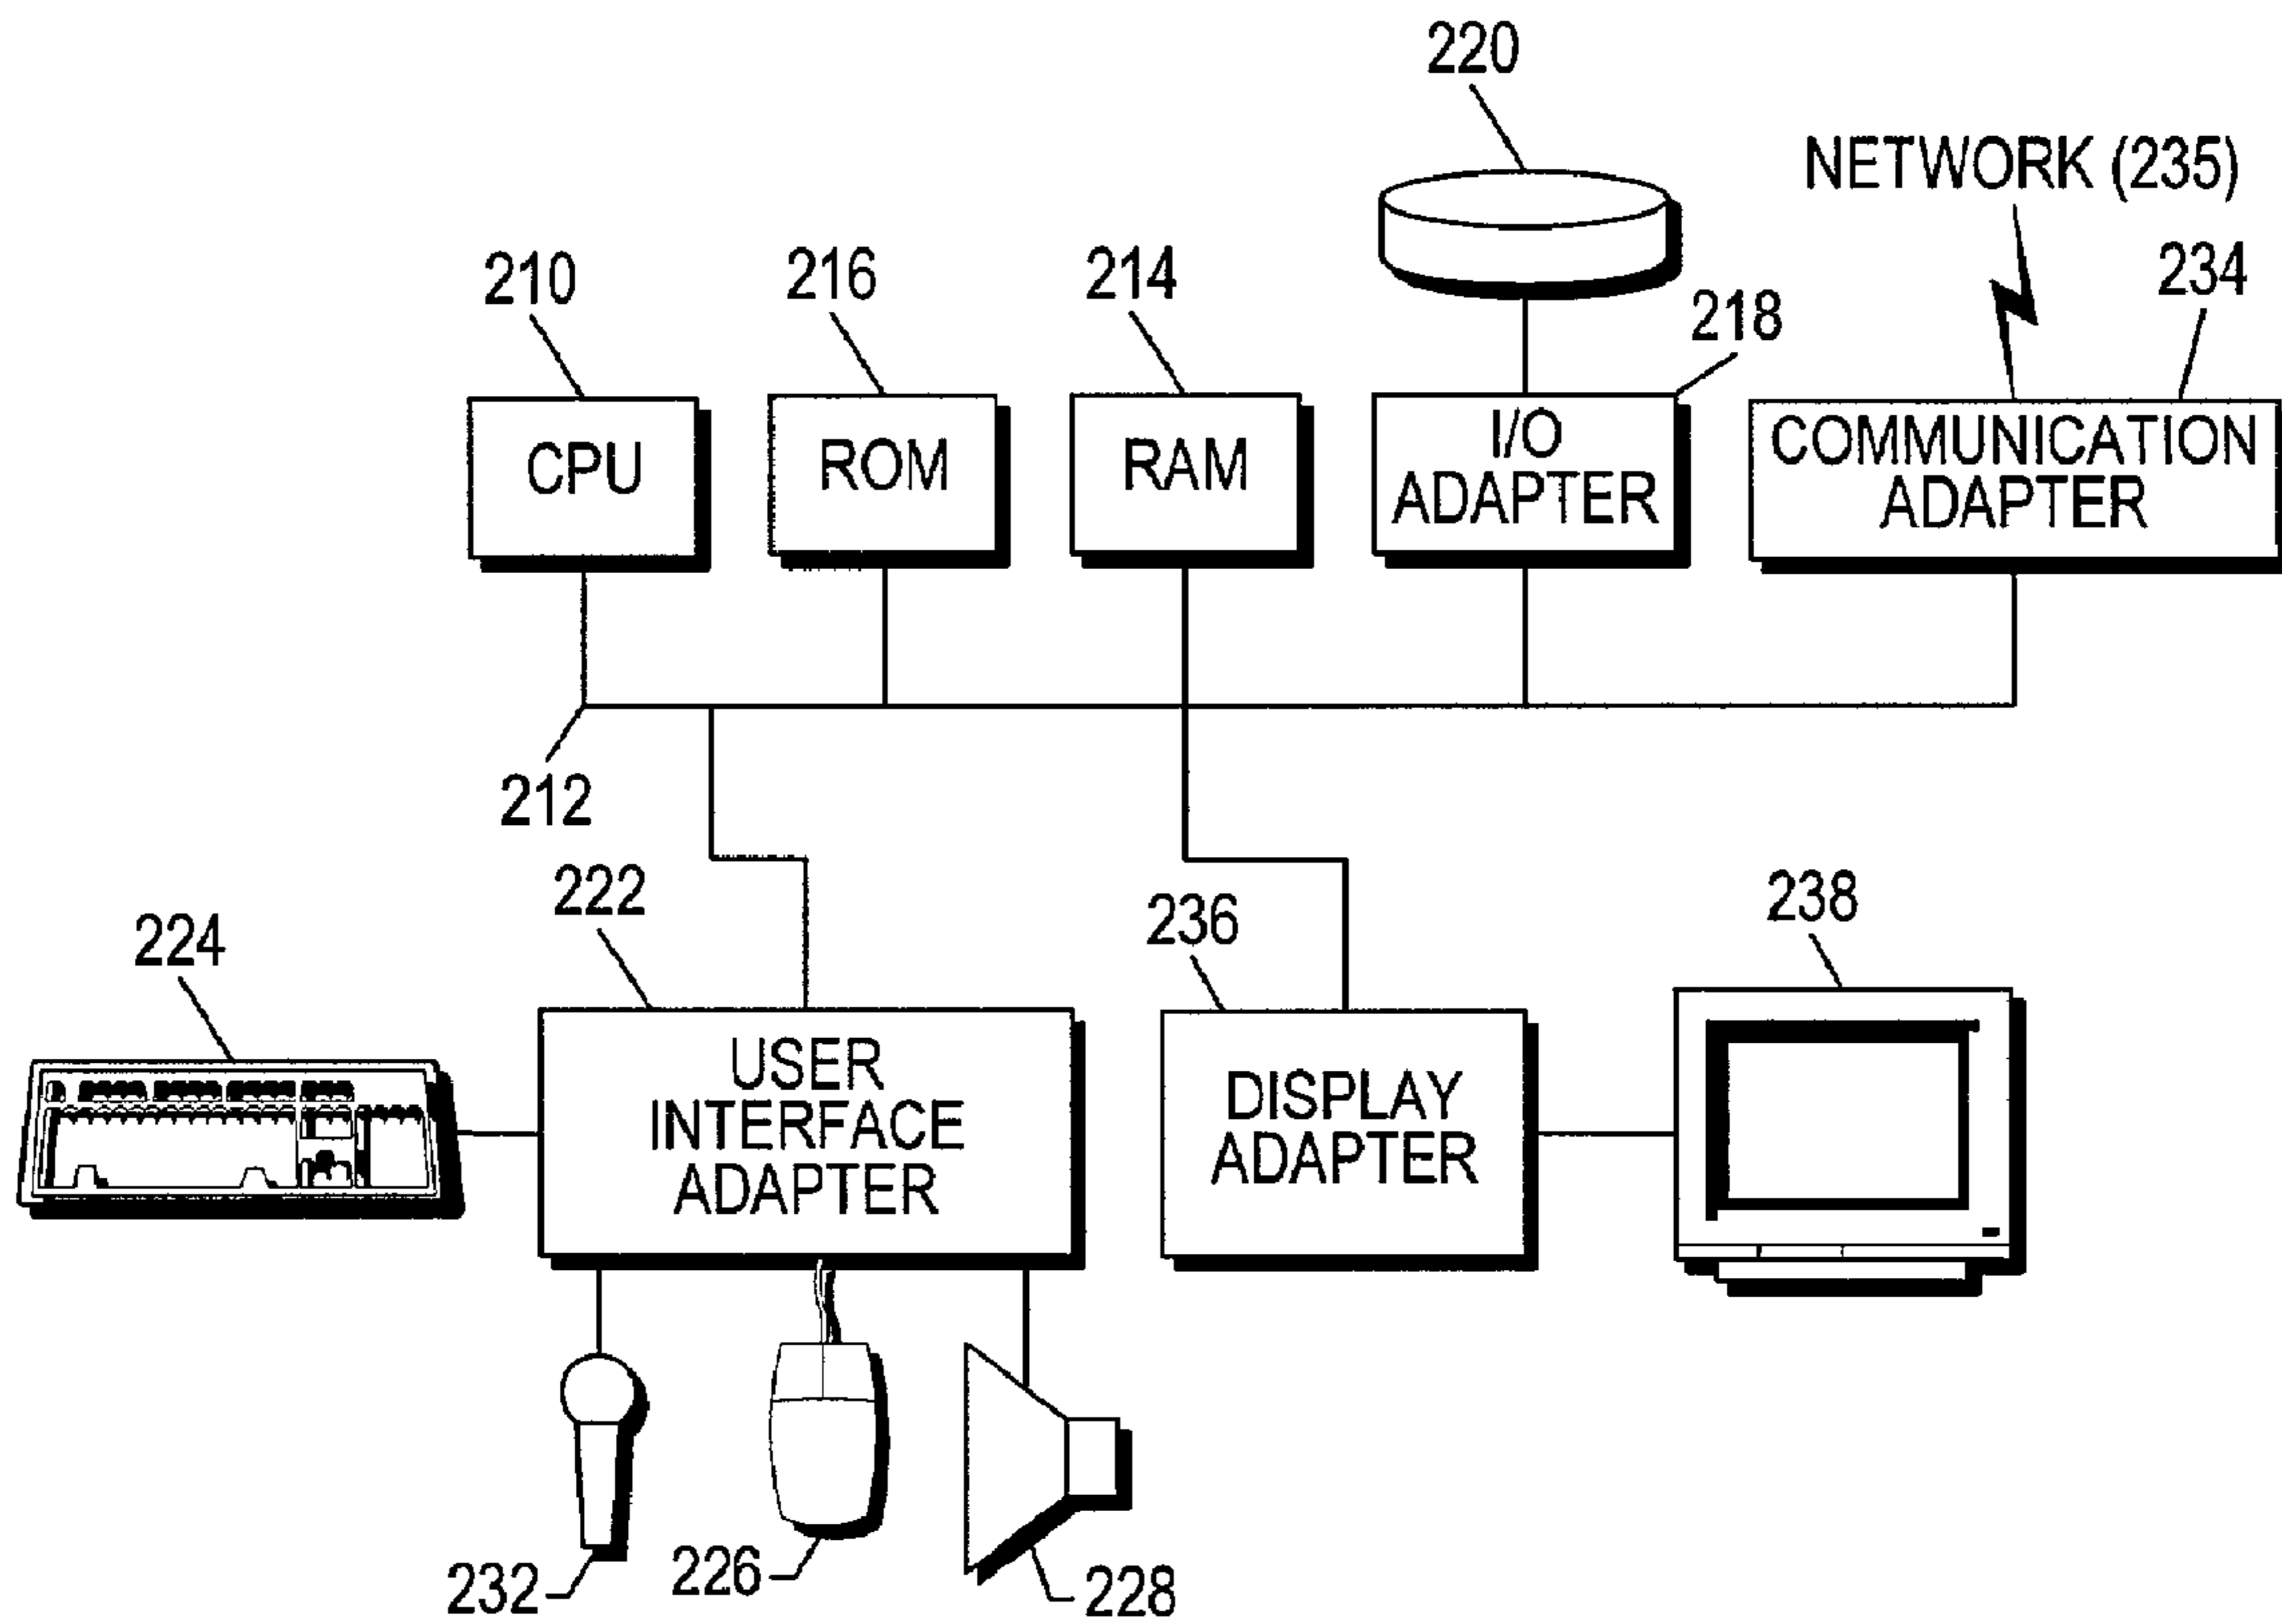 220
NETWORK (235)
210
216
214
218
234
CPU
ROM
RAM
I/O
ADAPTER
COMMUNICATION
ADAPTER
212
222
236
238
224
USER
INTERFACE
ADAPTER
DISPLAY
ADAPTER
232
226
228